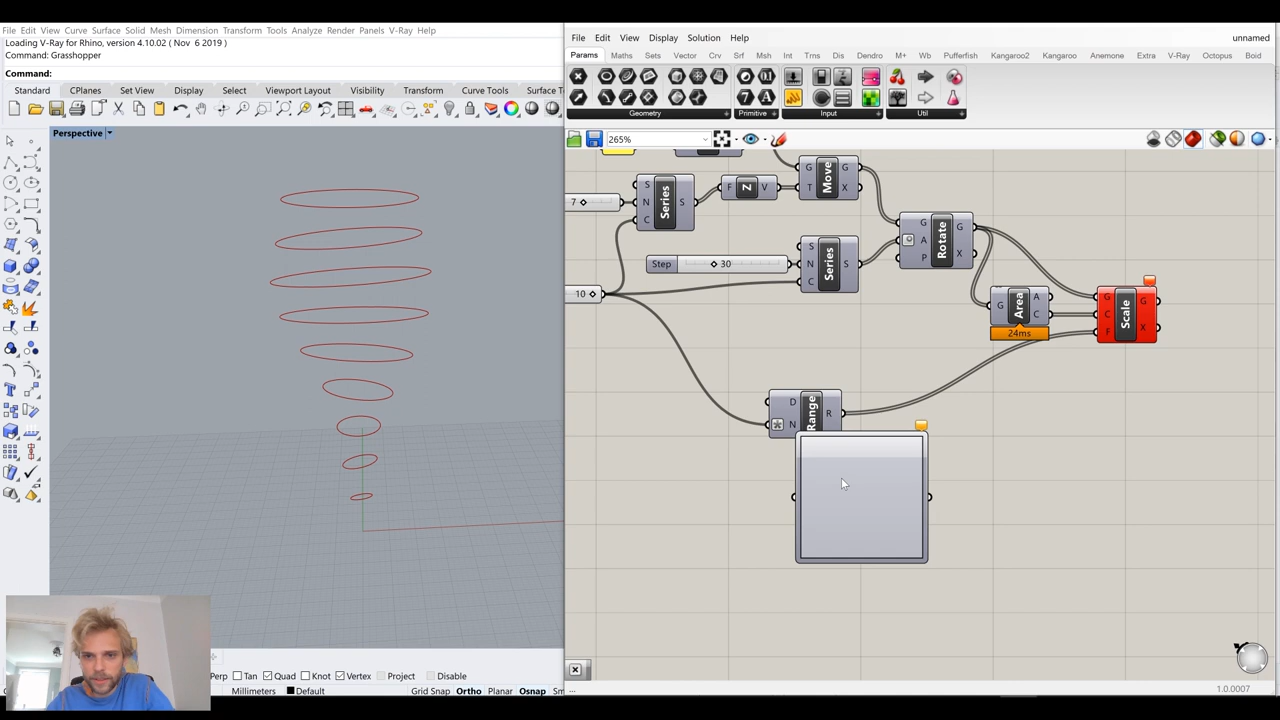 File Edit View Curve Surface Solid Mesh Dimension Transform Tools Analyze Render Panels V-Ray Help
Loading V-Ray for Rhino, version 4.10.02 ( Nov 6 2019 )
Command: Grasshopper
Command:
Standard CPlanes Set View Display Select Viewport Layout Visibility Transform Curve Tools Surface To
Perspective
Perp Tan Quad Knot Vertex Project Disable
Millimeters Default Grid Snap Ortho Planar Osnap Sm
File Edit View Display Solution Help unnamed
Params Maths Sets Vector Crv Srf Msh Int Trns Dis Dendro M+ Wb Pufferfish Kangaroo2 Kangaroo Anemone Extra V-Ray Octopus Boid
Geometry Primitive Input Util
265%
7
S N C Series S
F Z V
G T Move G X
10
Step 30
S N C Series S
G A P Rotate G X
G Area A C
24ms
G C F Scale G X
D N Range R
...
1.0.0007